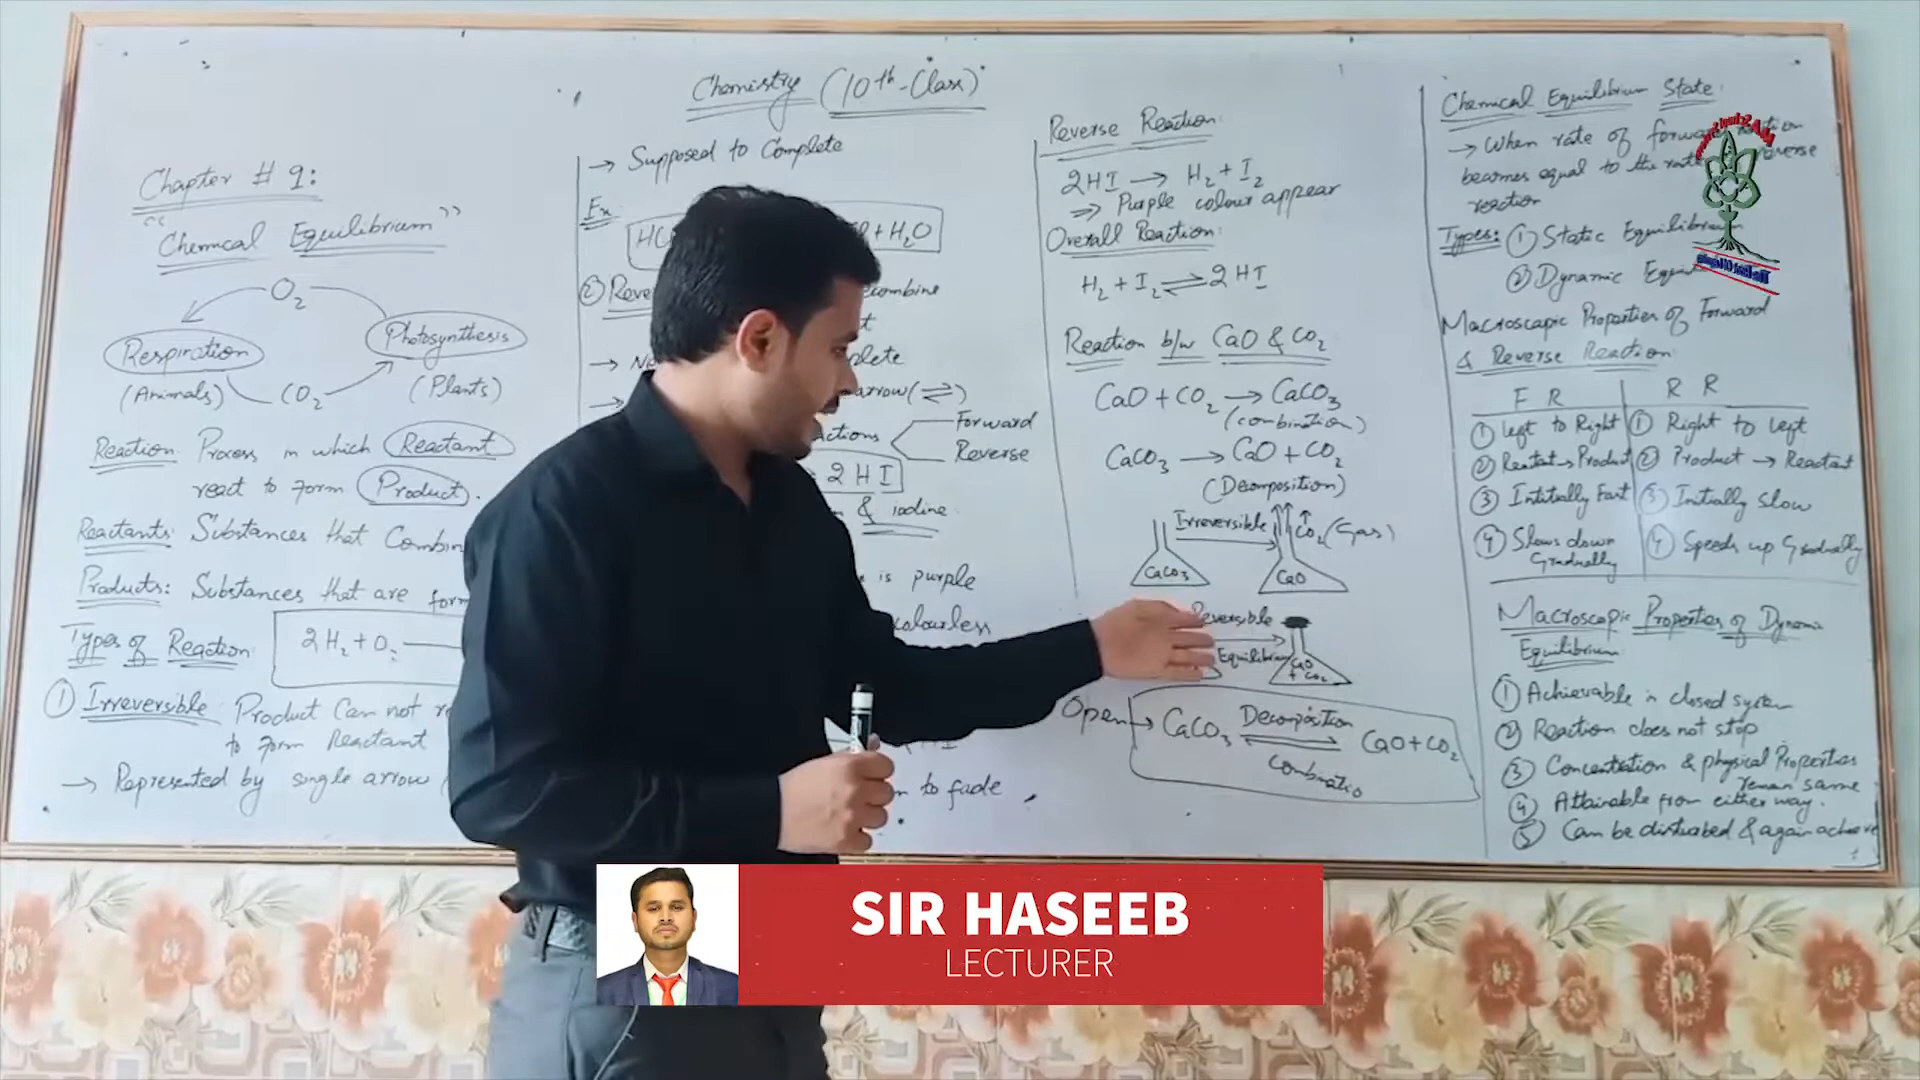 Chemistry (10th-Class)
Chapter # 9:
"Chemical Equilibrium"
O2
Respiration
(Animals)
CO2
Photosynthesis
(Plants)
Reaction: Process in which Reactant
react to form Product.
Reactants: Substances that Combin
Products: Substances that are form
Types of Reaction:
2H2 + O2
① Irreversible: Product Can not
to form Reactant
→ Represented by single arrow
→ Supposed to Complete
Ex:
HC + H2O
② Reve combine
→ plete
→ arrow(⇌)
actions
Forward
Reverse
2HI
& iodine
is purple
colourless
to fade
Reverse Reaction:
2HI → H2 + I2
⇒ Purple colour appear
Overall Reaction:
H2 + I2 ⇌ 2HI
Reaction b/w CaO & CO2
CaO + CO2 → CaCO3
(combination)
CaCO3 → CaO + CO2
(Decomposition)
Irreversible
CO2 (Gas)
CaCO3
CaO
Reversible
Equilibrium
CaO
+ CO2
Open
→ CaCO3 ⇌ CaO + CO2
Decomposition
Combinatio
Chemical Equilibrium State:
→ When rate of forward
becomes equal to the
reaction
Types: ① Static Equilibrium
② Dynamic
Macroscopic Properties of Forward
& Reverse Reaction:
F R
R R
① Left to Right
① Right to Left
② Reactant → Product
② Product → Reactant
③ Intitially Fast
③ Initially Slow
④ Slows down
Gradually
④ Speeds up Gradually
Macroscopic Properties of Dynamic
Equilibrium:
① Achievable in closed system
② Reaction does not stop
③ Concentration & physical Properties
remain same
④ Attainable from either way.
⑤ Can be disturbed & again achieve
SIR HASEEB
LECTURER